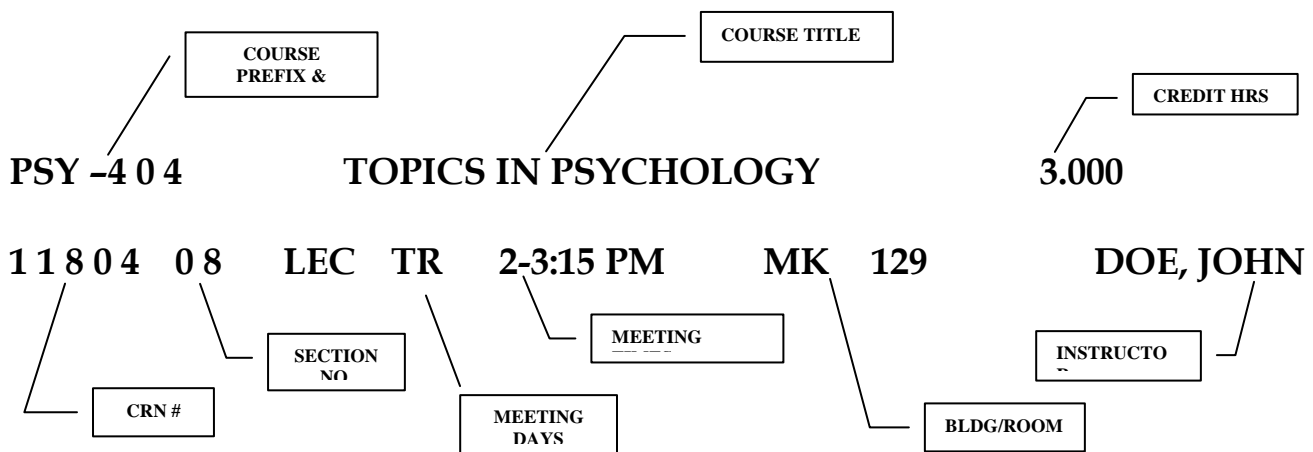 COURSE TITLE
COURSE
PREFIX &
CREDIT HRS
PSY –4 0 4 TOPICS IN PSYCHOLOGY 3.000
1 1 8 0 4 0 8 LEC TR 2-3:15 PM MK 129 DOE, JOHN
MEETING
SECTION
NO
INSTRUCTO
CRN #
MEETING
DAYS
BLDG/ROOM